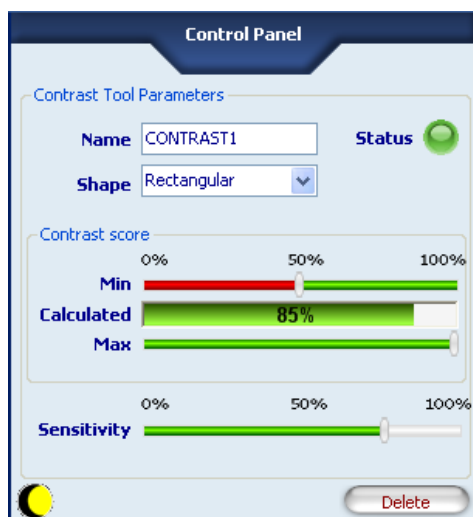 Control Panel
Contrast Tool Parameters
Name CONTRAST1 Status
Shape Rectangular
Contrast score
0% 50% 100%
Min
Calculated 85%
Max
0% 50% 100%
Sensitivity
Delete